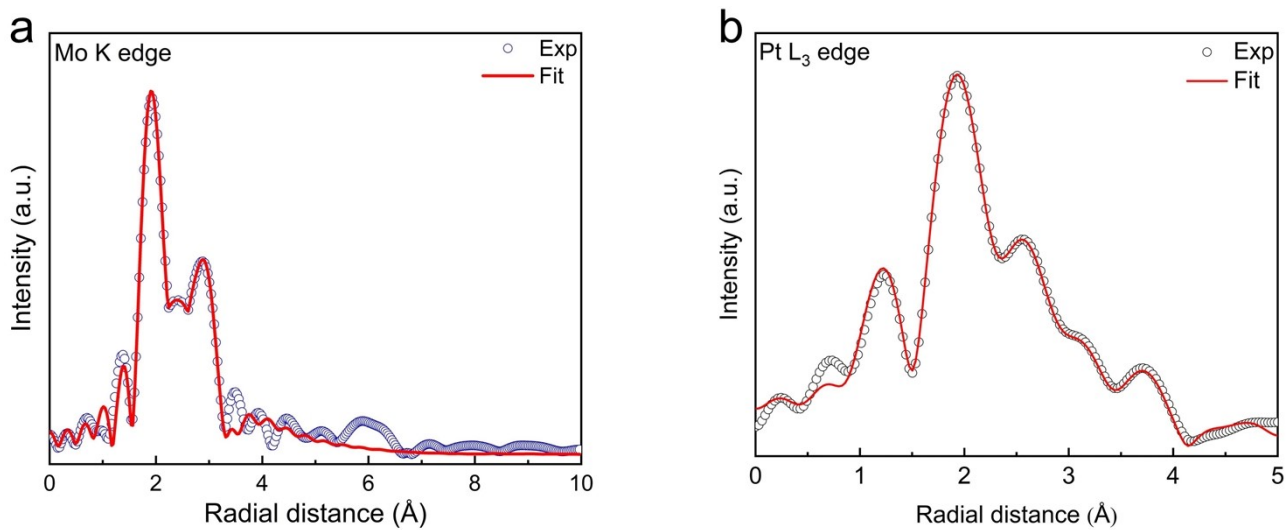 a
Mo K edge
Exp
Fit
Intensity (a.u.)
0 2 4 6 8 10
Radial distance (Å)
b
Pt L₃ edge
Exp
Fit
Intensity (a.u.)
0 1 2 3 4 5
Radial distance (Å)